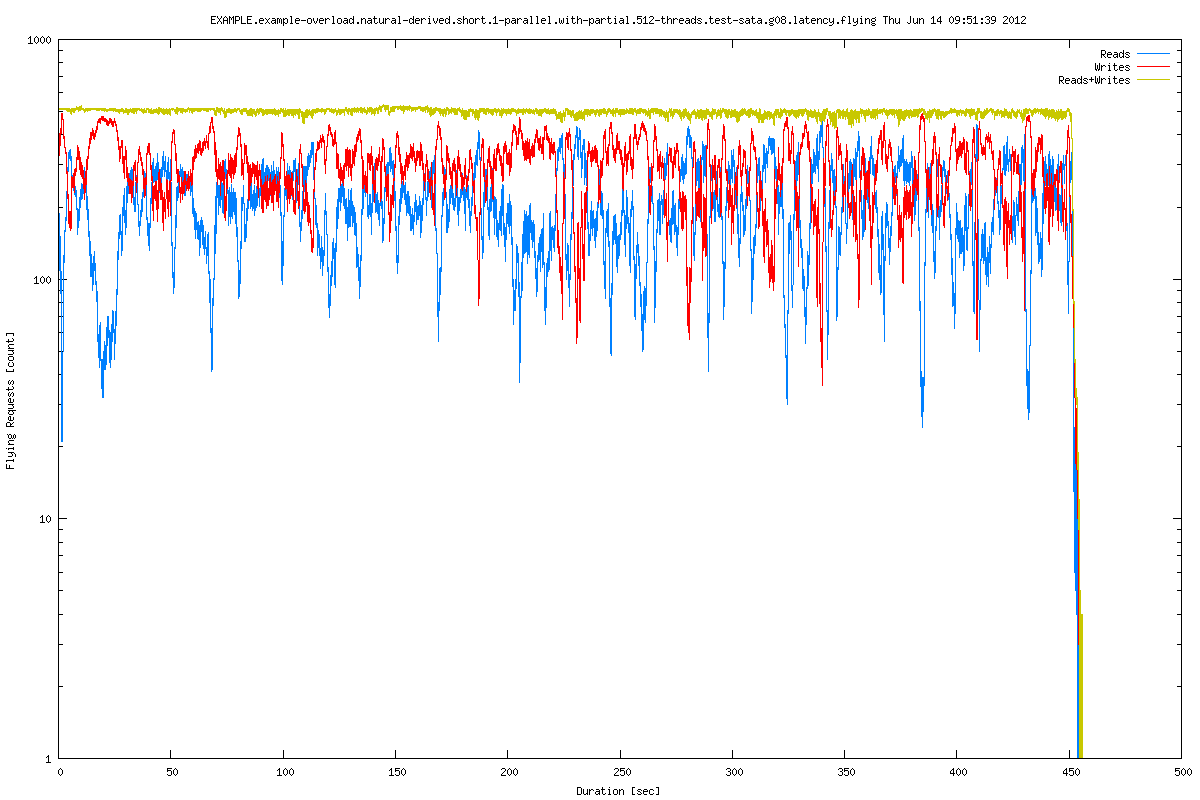 EXAMPLE.example-overload.natural-derived.short.1-parallel.with-partial.512-threads.test-sata.g08.latency.flying Thu Jun 14 09:51:39 2012
Reads
Writes
Reads+Writes
1000
100
10
1
Flying Requests [count]
0 50 100 150 200 250 300 350 400 450 500
Duration [sec]